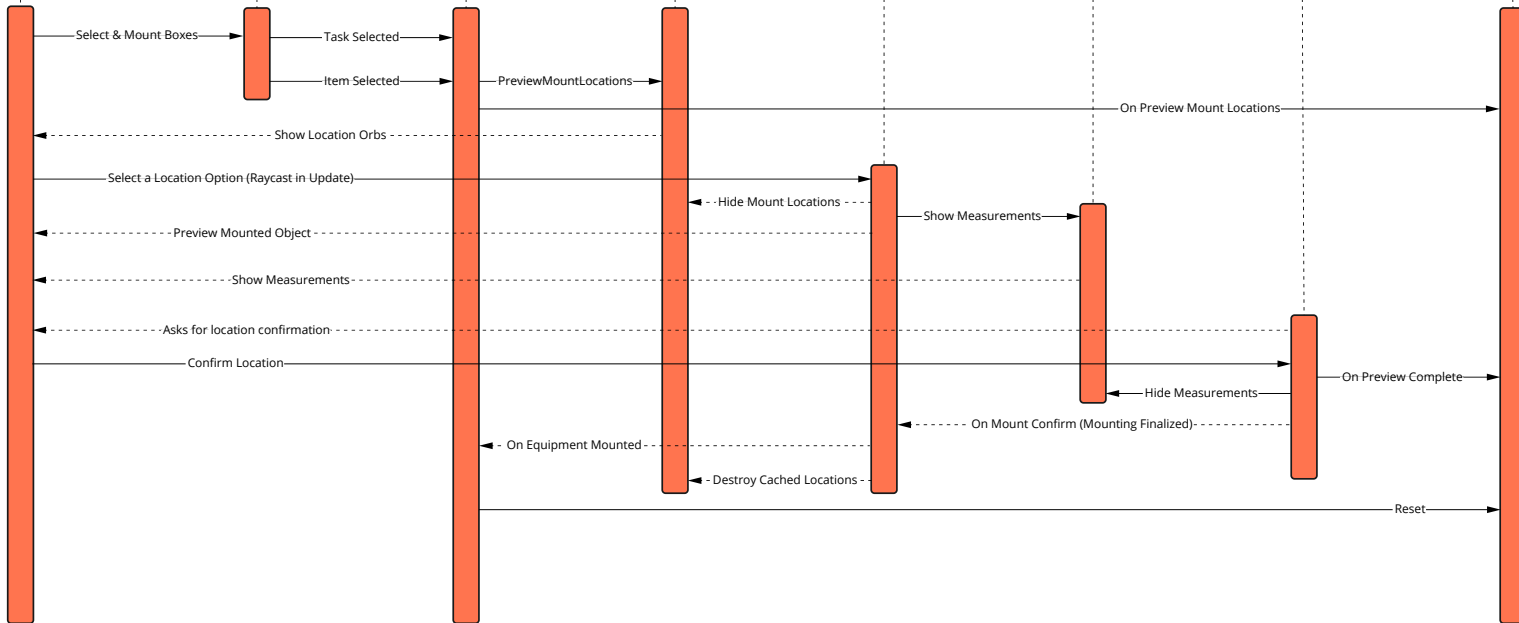 Select & Mount Boxes
Task Selected
Item Selected
PreviewMountLocations
On Preview Mount Locations
Show Location Orbs
Select a Location Option (Raycast in Update)
Hide Mount Locations
Show Measurements
Preview Mounted Object
Show Measurements
Asks for location confirmation
Confirm Location
On Preview Complete
Hide Measurements
On Mount Confirm (Mounting Finalized)
On Equipment Mounted
Destroy Cached Locations
Reset